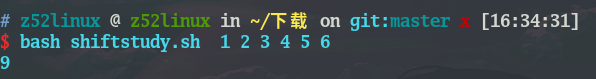 # z52linux @ z52linux in ~/下载 on git:master x [16:34:31]
$ bash shiftstudy.sh  1 2 3 4 5 6
9